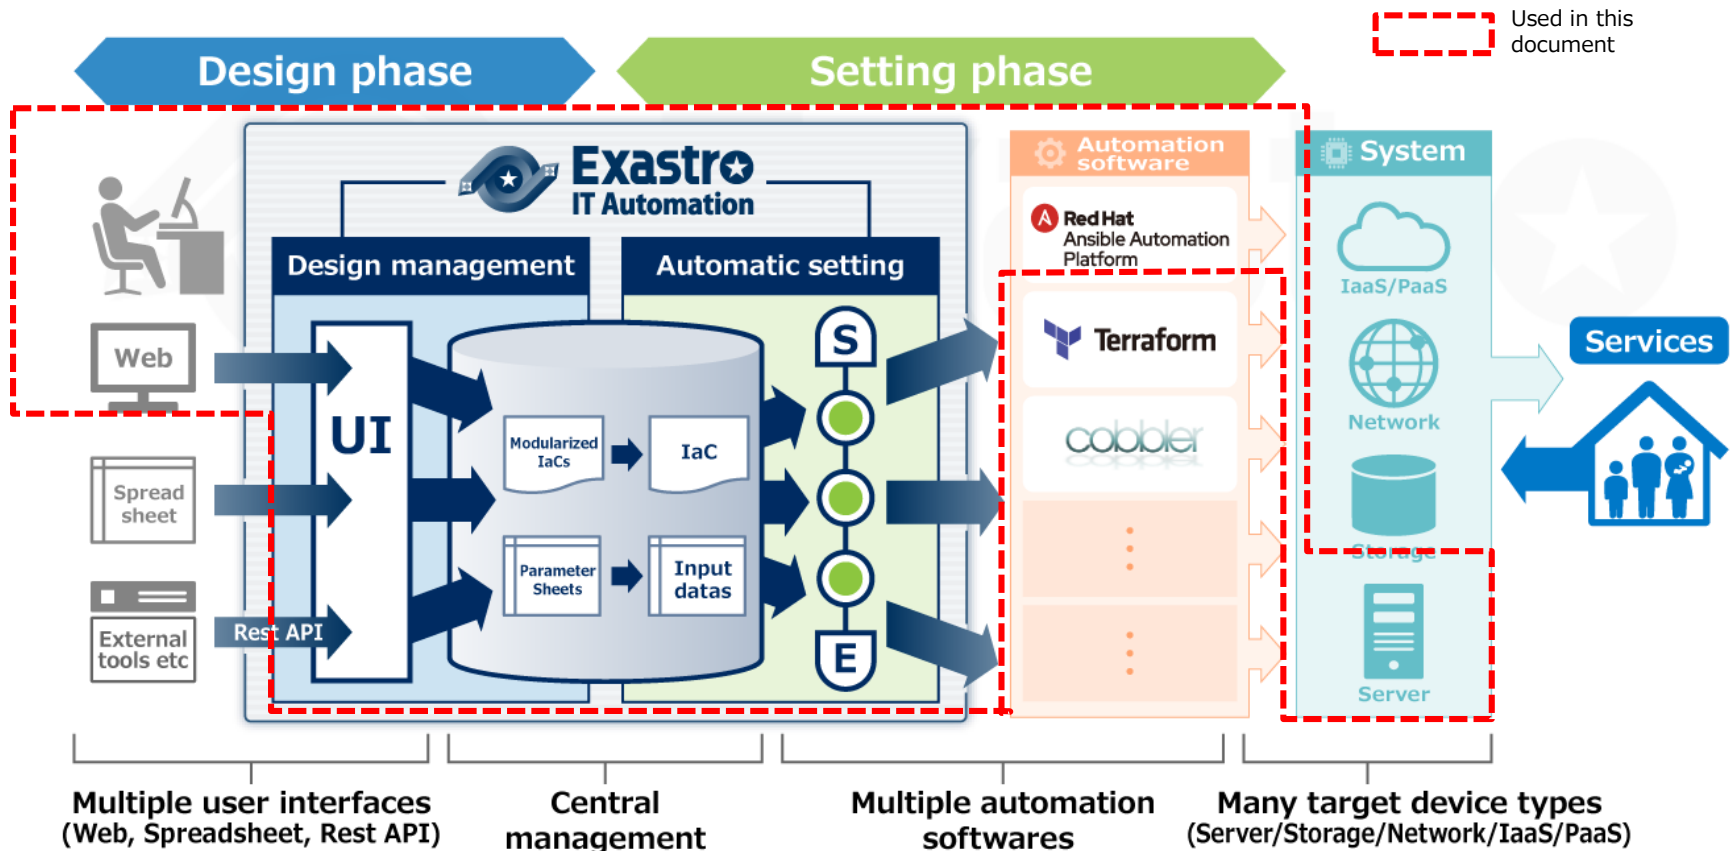 Used in this
document
Design phase
Setting phase
Exastro
IT Automation
Design management
Automatic setting
Web
Spread
sheet
External
tools etc
Rest API
UI
Modularized
IaCs
IaC
Parameter
Sheets
Input
datas
S
E
Automation
software
Red Hat
Ansible Automation
Platform
Terraform
cobbler
System
IaaS/PaaS
Network
Storage
Server
Services
Multiple user interfaces
(Web, Spreadsheet, Rest API)
Central
management
Multiple automation
softwares
Many target device types
(Server/Storage/Network/IaaS/PaaS)